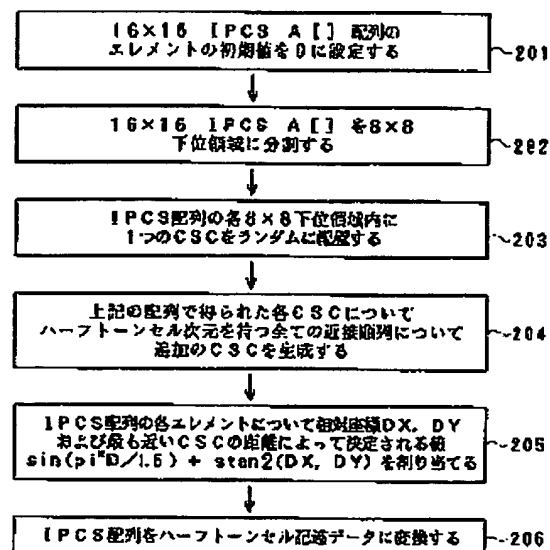 16×16 IPCS A[] 配列の
エレメントの初期値を0に設定する
201
16×16 IPCS A[] を8×8
下位領域に分割する
202
IPCS配列の各8×8下位領域内に
1つのCSCをランダムに配置する
203
上記の配列で得られた各CSCについて
ハーフトーンセル次元を持つ全ての近接順列について
追加のCSCを生成する
204
IPCS配列の各エレメントについて相対座標DX, DY
および最も近いCSCの距離によって決定される値
sin(pi*D/1.5) + atan2(DX, DY) を割り当てる
205
IPCS配列をハーフトーンセル記述データに変換する
206